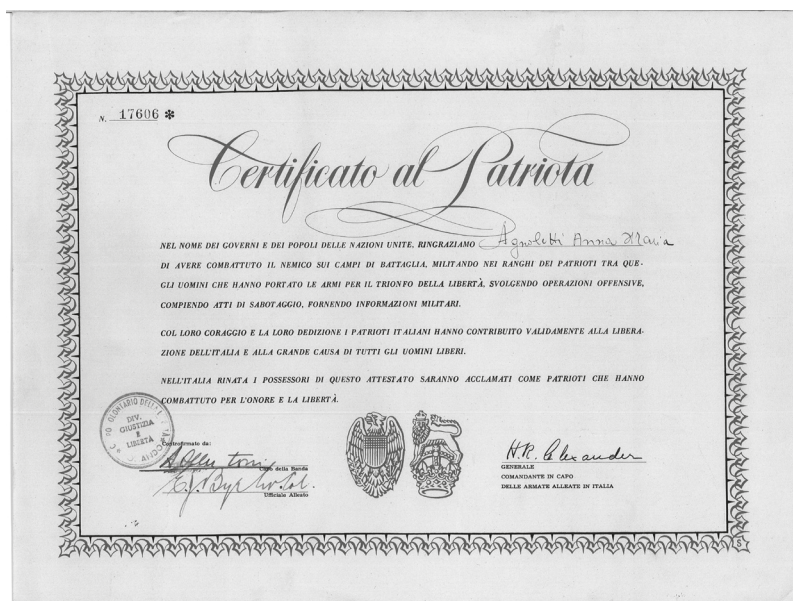 N. 17606 *
Certificato al Patriota
NEL NOME DEI GOVERNI E DEI POPOLI DELLE NAZIONI UNITE, RINGRAZIAMO Agnoletti Anna Maria
DI AVERE COMBATTUTO IL NEMICO SUI CAMPI DI BATTAGLIA, MILITANDO NEI RANGHI DEI PATRIOTI TRA QUE-
GLI UOMINI CHE HANNO PORTATO LE ARMI PER IL TRIONFO DELLA LIBERTÀ, SVOLGENDO OPERAZIONI OFFENSIVE,
COMPIENDO ATTI DI SABOTAGGIO, FORNENDO INFORMAZIONI MILITARI.
COL LORO CORAGGIO E LA LORO DEDIZIONE I PATRIOTI ITALIANI HANNO CONTRIBUITO VALIDAMENTE ALLA LIBERA-
ZIONE DELL'ITALIA E ALLA GRANDE CAUSA DI TUTTI GLI UOMINI LIBERI.
NELL'ITALIA RINATA I POSSESSORI DI QUESTO ATTESTATO SARANNO ACCLAMATI COME PATRIOTI CHE HANNO
COMBATTUTO PER L'ONORE E LA LIBERTÀ.
DIV.
GIUSTIZIA
E
LIBERTÀ
Controfirmato da:
Capo della Banda
Ufficiale Alleato
H.R. Alexander
GENERALE
COMANDANTE IN CAPO
DELLE ARMATE ALLEATE IN ITALIA